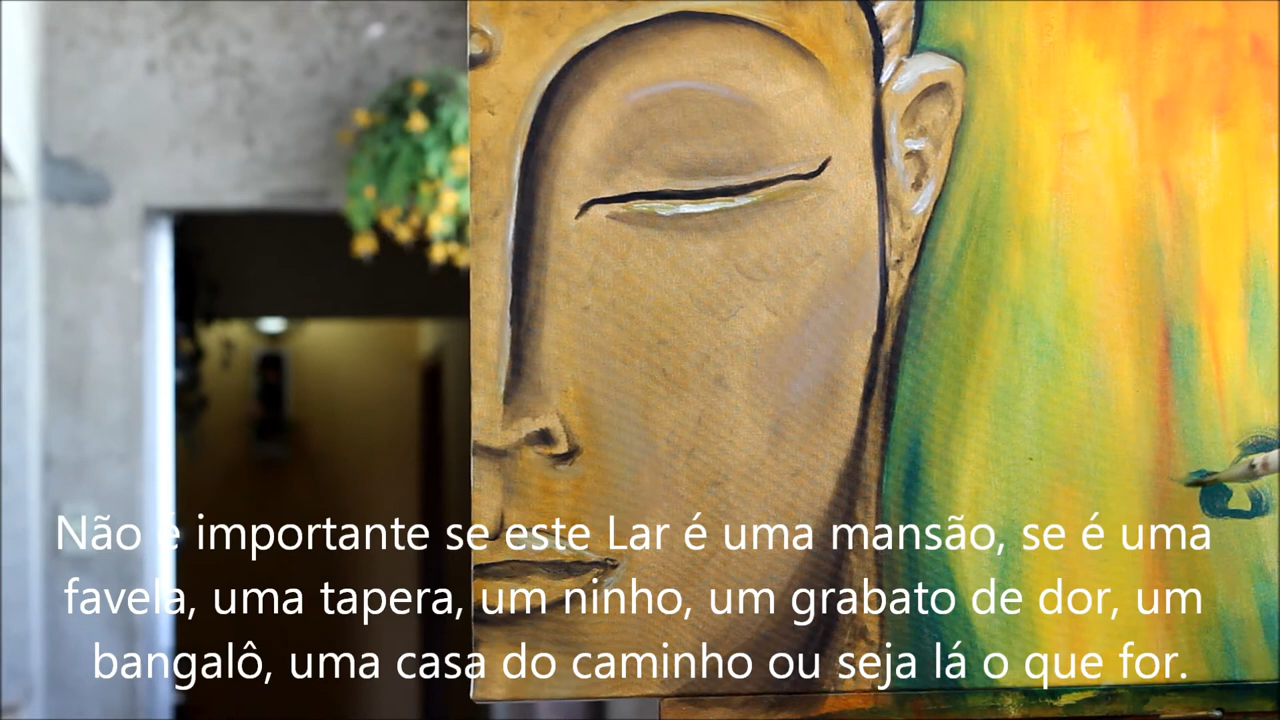 Não é importante se este Lar é uma mansão, se é uma
favela, uma tapera, um ninho, um grabato de dor, um
bangalô, uma casa do caminho ou seja lá o que for.